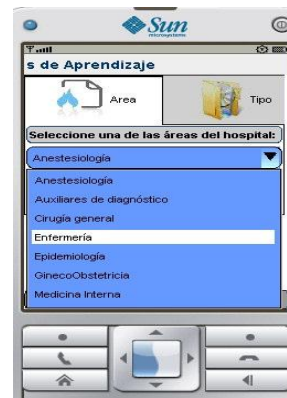 Sun
microsystems
s de Aprendizaje
Area
Tipo
Seleccione una de las áreas del hospital:
Anestesiología
Anestesiología
Auxiliares de diagnóstico
Cirugía general
Enfermería
Epidemiología
GinecoObstetricia
Medicina Interna